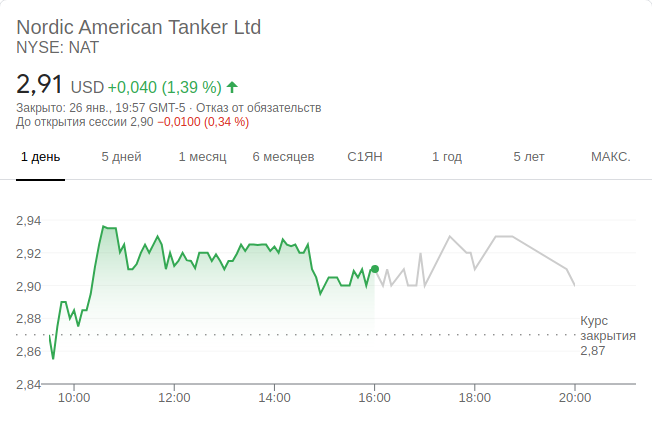 Nordic American Tanker Ltd
NYSE: NAT
2,91 USD +0,040 (1,39 %)
Закрыто: 26 янв., 19:57 GMT-5 · Отказ от обязательств
До открытия сессии 2,90 −0,0100 (0,34 %)
1 день 5 дней 1 месяц 6 месяцев С1ЯН 1 год 5 лет МАКС.
2,94
2,92
2,90
2,88
2,86
2,84
Курс
закрытия
2,87
10:00 12:00 14:00 16:00 18:00 20:00